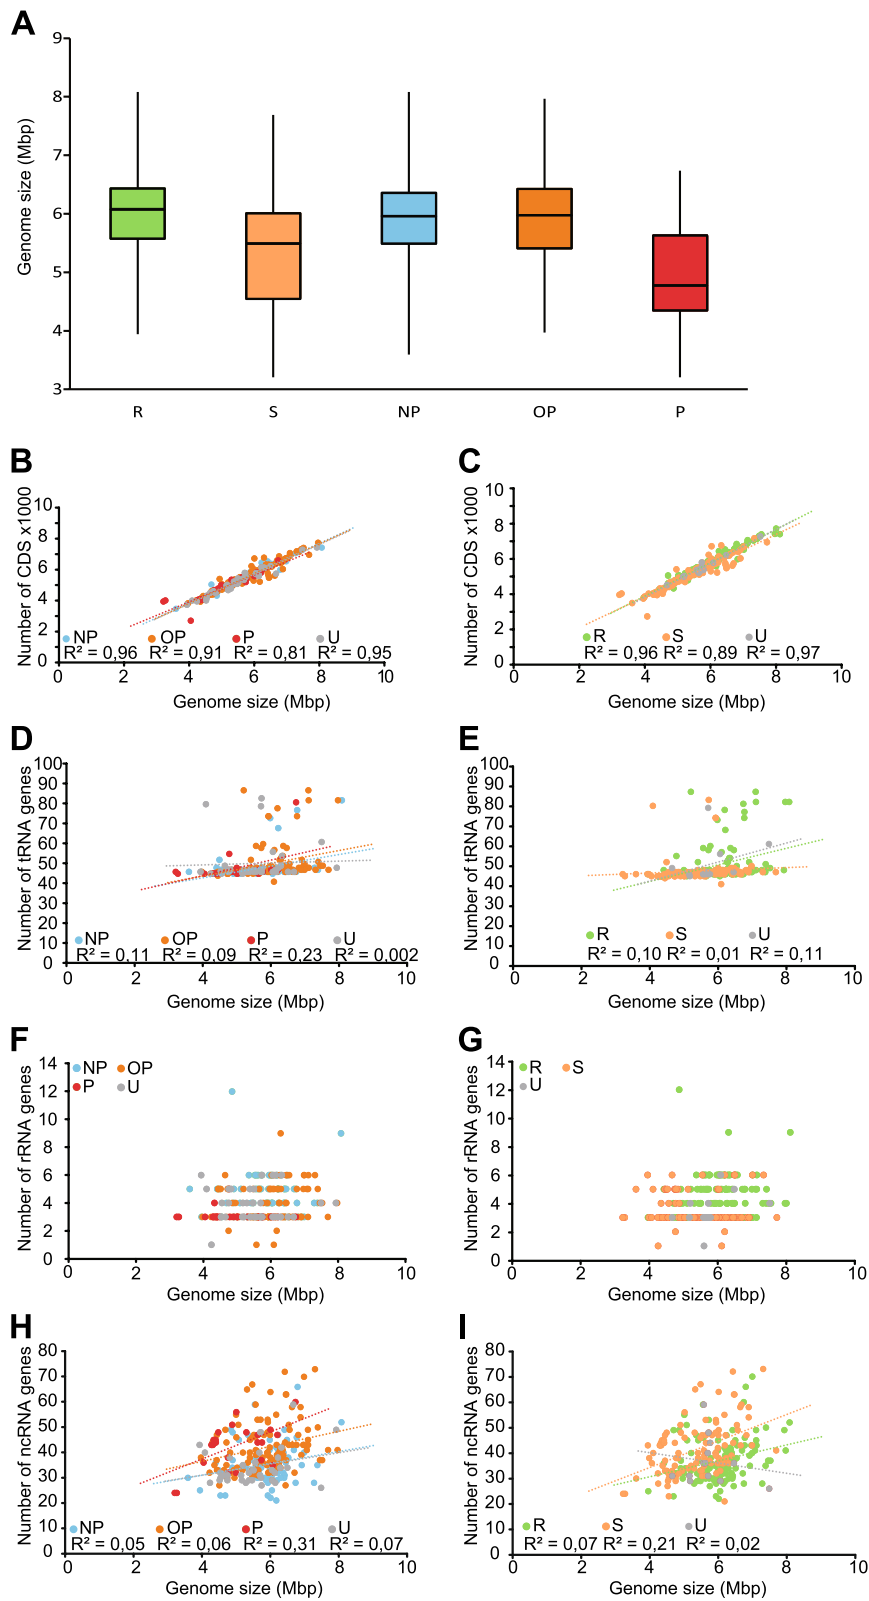 A
Genome size (Mbp)
9
8
7
6
5
4
3
R S NP OP P
B
Number of CDS x1000
10
8
6
4
2
0
NP OP P U
R² = 0,96 R² = 0,91 R² = 0,81 R² = 0,95
0 2 4 6 8 10
Genome size (Mbp)
C
Number of CDS x1000
10
8
6
4
2
0
R S U
R² = 0,96 R² = 0,89 R² = 0,97
0 2 4 6 8 10
Genome size (Mbp)
D
Number of tRNA genes
100
90
80
70
60
50
40
30
20
10
0
NP OP P U
R² = 0,11 R² = 0,09 R² = 0,23 R² = 0,002
0 2 4 6 8 10
Genome size (Mbp)
E
Number of tRNA genes
100
90
80
70
60
50
40
30
20
10
0
R S U
R² = 0,10 R² = 0,01 R² = 0,11
0 2 4 6 8 10
Genome size (Mbp)
F
Number of rRNA genes
14
12
10
8
6
4
2
0
NP OP
P U
0 2 4 6 8 10
Genome size (Mbp)
G
Number of rRNA genes
14
12
10
8
6
4
2
0
R S
U
0 2 4 6 8 10
Genome size (Mbp)
H
Number of ncRNA genes
80
70
60
50
40
30
20
10
0
NP OP P U
R² = 0,05 R² = 0,06 R² = 0,31 R² = 0,07
0 2 4 6 8 10
Genome size (Mbp)
I
Number of ncRNA genes
80
70
60
50
40
30
20
10
0
R S U
R² = 0,07 R² = 0,21 R² = 0,02
0 2 4 6 8 10
Genome size (Mbp)